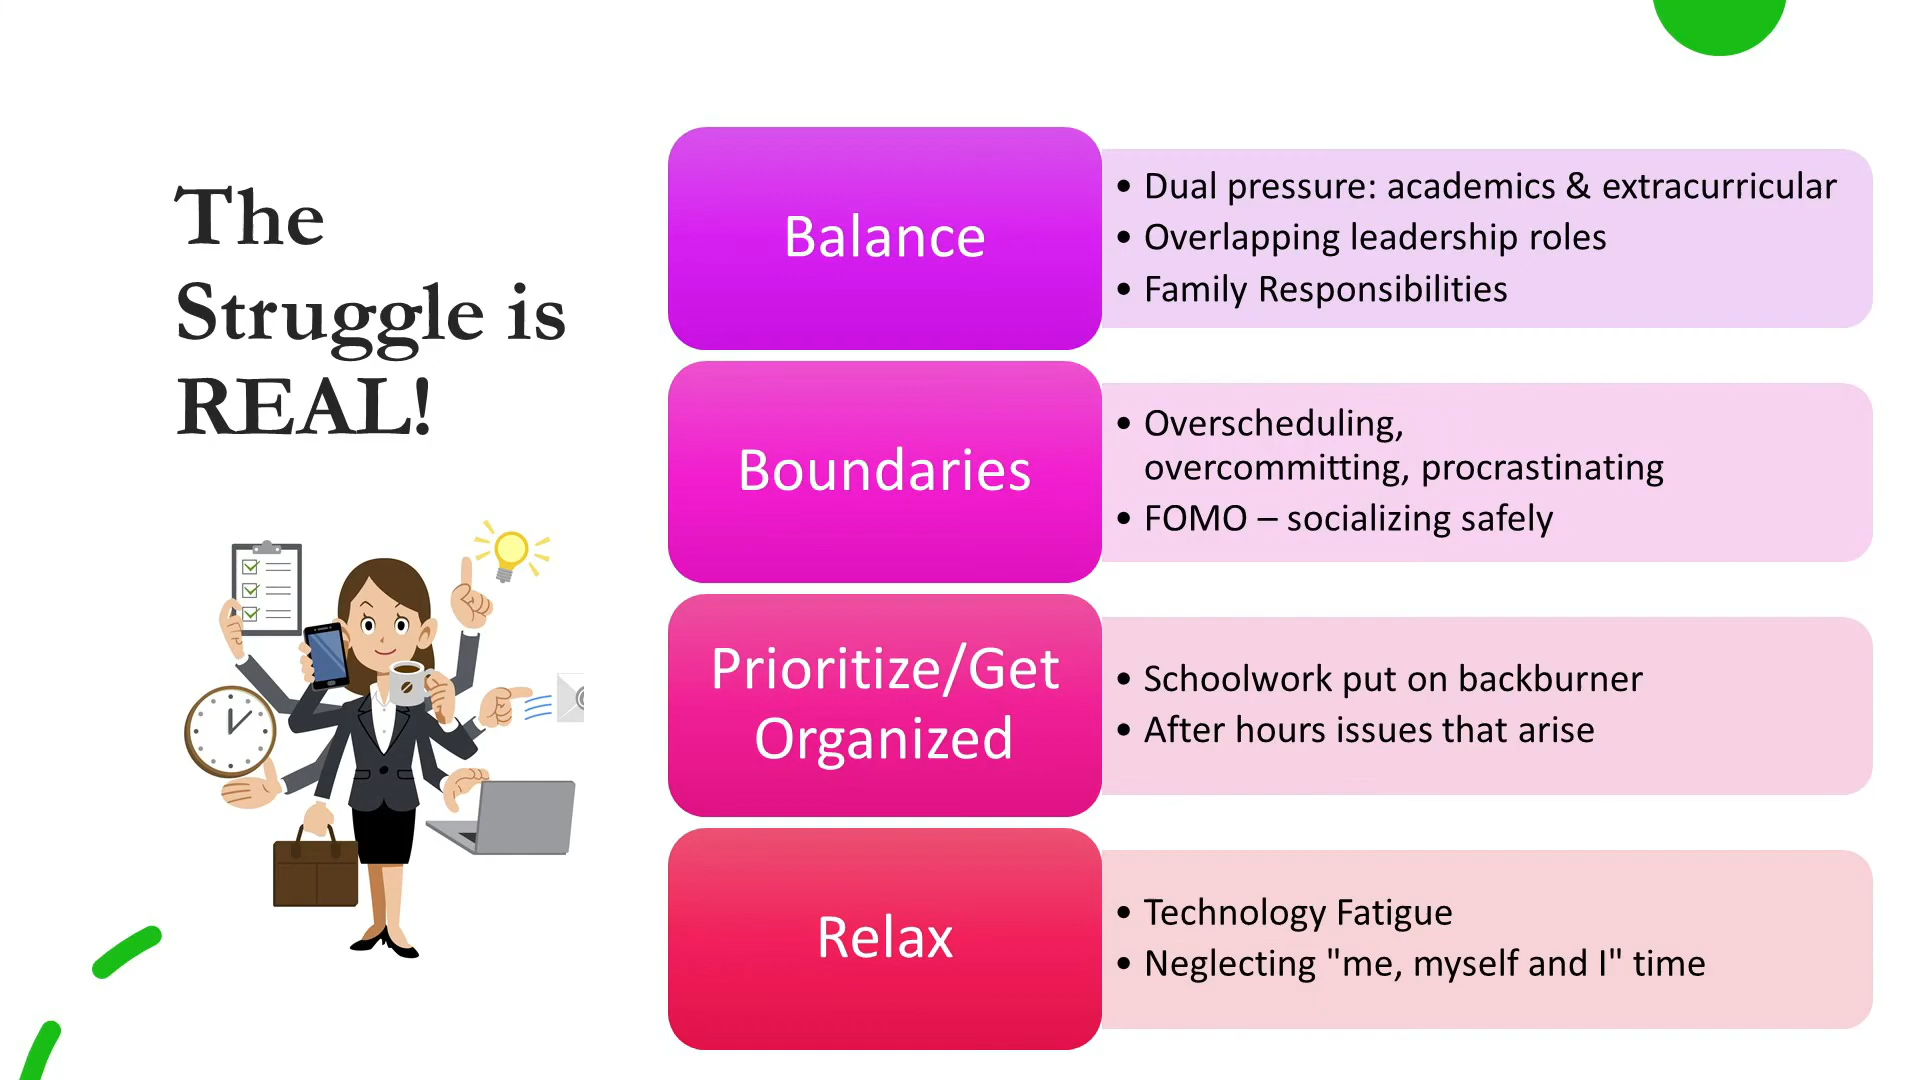 The
Struggle is
REAL!
Balance
• Dual pressure: academics & extracurricular
• Overlapping leadership roles
• Family Responsibilities
Boundaries
• Overscheduling,
overcommitting, procrastinating
• FOMO – socializing safely
Prioritize/Get
Organized
• Schoolwork put on backburner
• After hours issues that arise
Relax
• Technology Fatigue
• Neglecting "me, myself and I" time